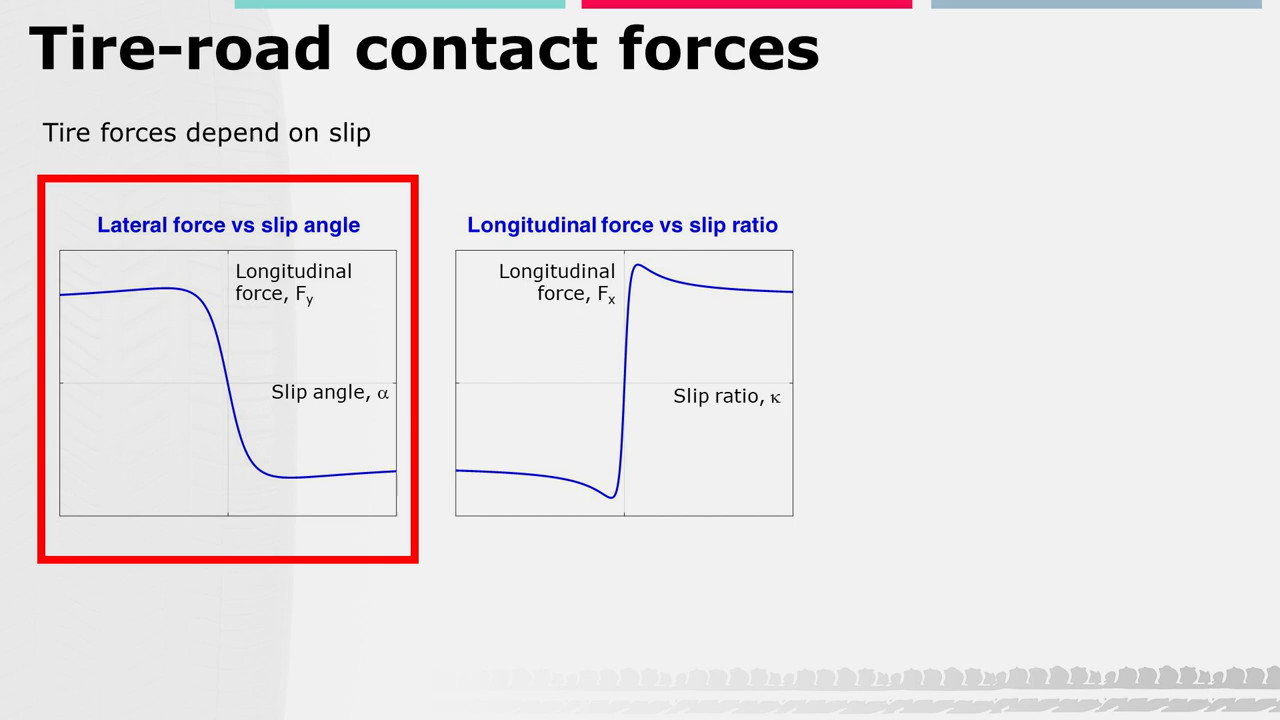 Tire-road contact forces
Tire forces depend on slip
Lateral force vs slip angle
Longitudinal
force, Fy
Slip angle, α
Longitudinal force vs slip ratio
Longitudinal
force, Fx
Slip ratio, κ